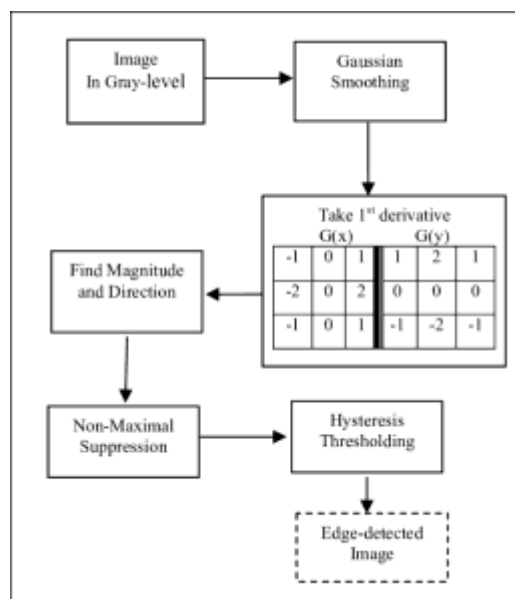 Image
In Gray-level
Gaussian
Smoothing
Take 1st derivative
G(x) G(y)
-1 0 1 1 2 1
-2 0 2 0 0 0
-1 0 1 -1 -2 -1
Find Magnitude
and Direction
Non-Maximal
Suppression
Hysteresis
Thresholding
Edge-detected
Image